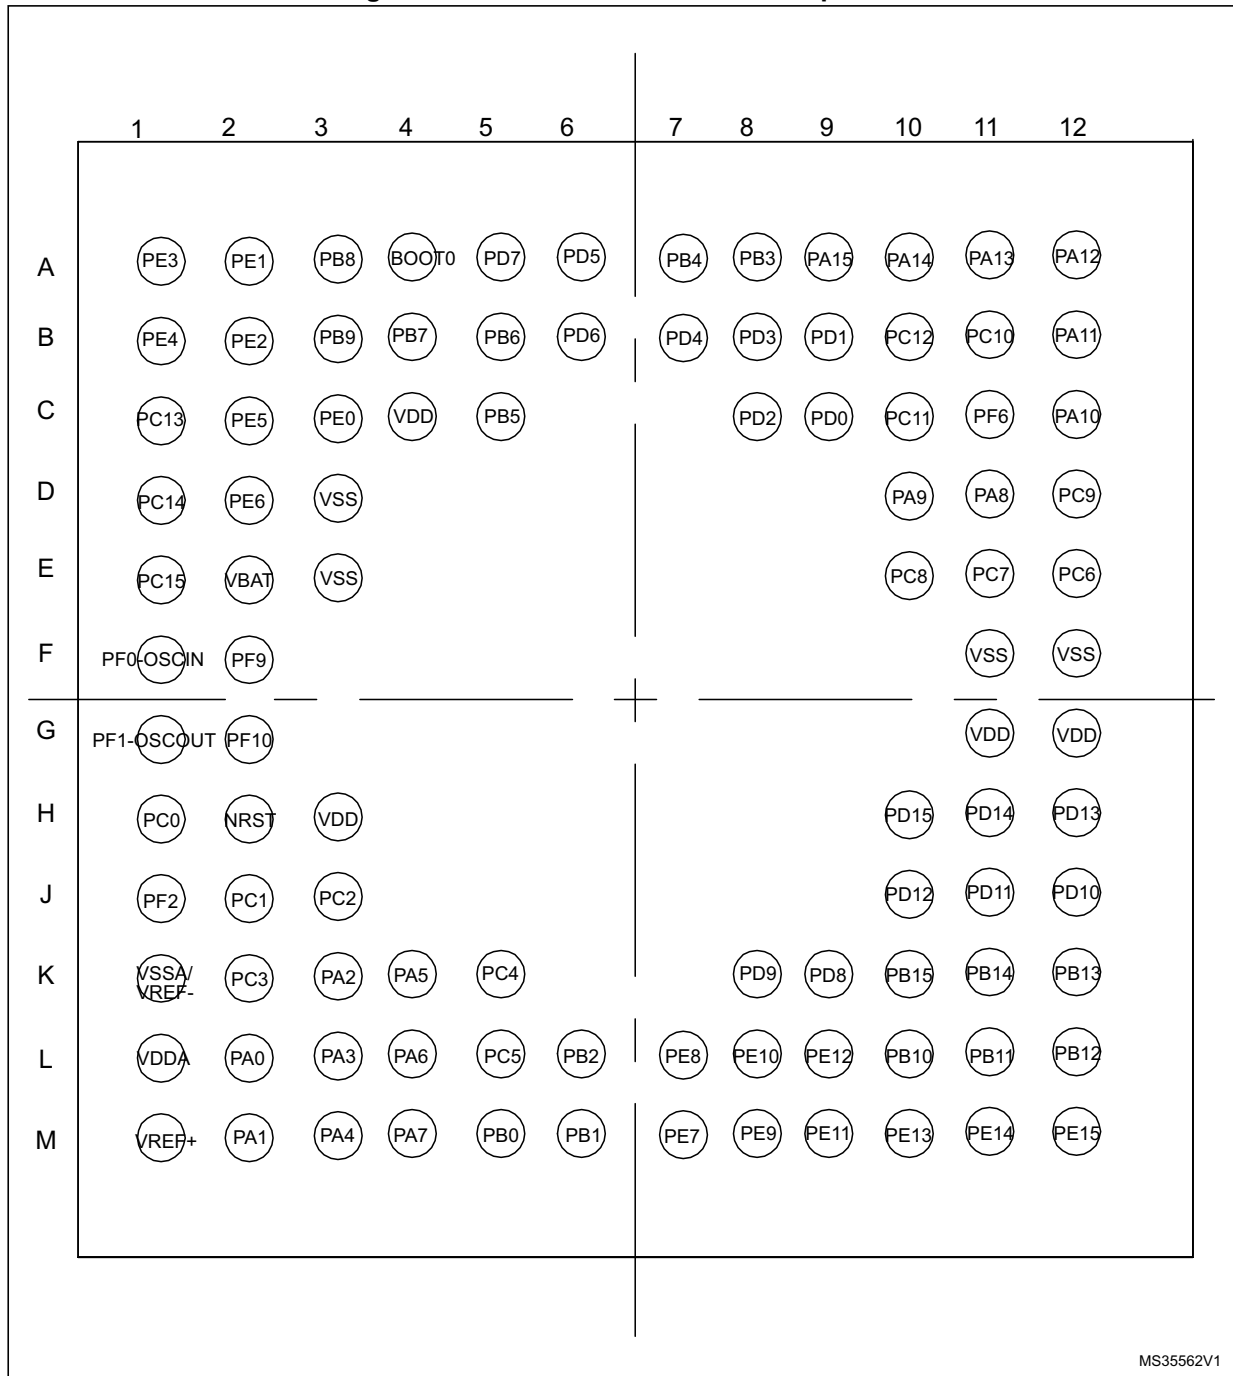 1 2 3 4 5 6 7 8 9 10 11 12
A PE3 PE1 PB8 BOOT0 PD7 PD5 PB4 PB3 PA15 PA14 PA13 PA12
B PE4 PE2 PB9 PB7 PB6 PD6 PD4 PD3 PD1 PC12 PC10 PA11
C PC13 PE5 PE0 VDD PB5 PD2 PD0 PC11 PF6 PA10
D PC14 PE6 VSS PA9 PA8 PC9
E PC15 VBAT VSS PC8 PC7 PC6
F PF0-OSCIN PF9 VSS VSS
G PF1-OSCOUT PF10 VDD VDD
H PC0 NRST VDD PD15 PD14 PD13
J PF2 PC1 PC2 PD12 PD11 PD10
K VSSA/ VREF- PC3 PA2 PA5 PC4 PD9 PD8 PB15 PB14 PB13
L VDDA PA0 PA3 PA6 PC5 PB2 PE8 PE10 PE12 PB10 PB11 PB12
M VREF+ PA1 PA4 PA7 PB0 PB1 PE7 PE9 PE11 PE13 PE14 PE15
MS35562V1